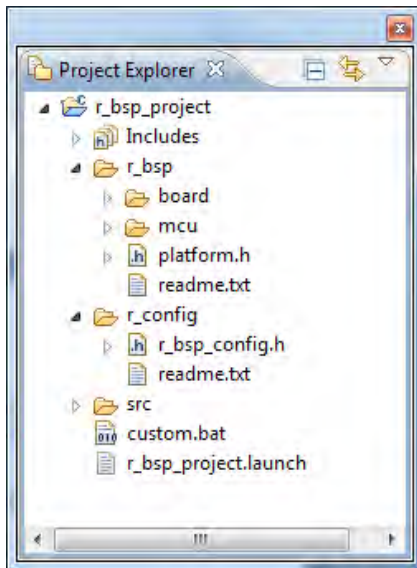 Project Explorer
r_bsp_project
Includes
r_bsp
board
mcu
platform.h
readme.txt
r_config
r_bsp_config.h
readme.txt
src
custom.bat
r_bsp_project.launch